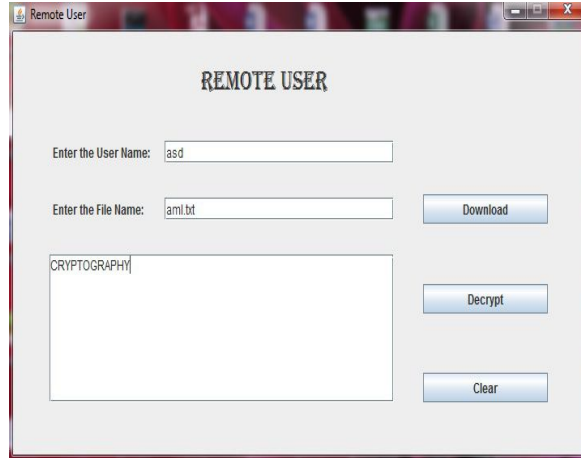 Remote User
REMOTE USER
Enter the User Name: asd
Enter the File Name: aml.txt Download
CRYPTOGRAPHY
Decrypt
Clear